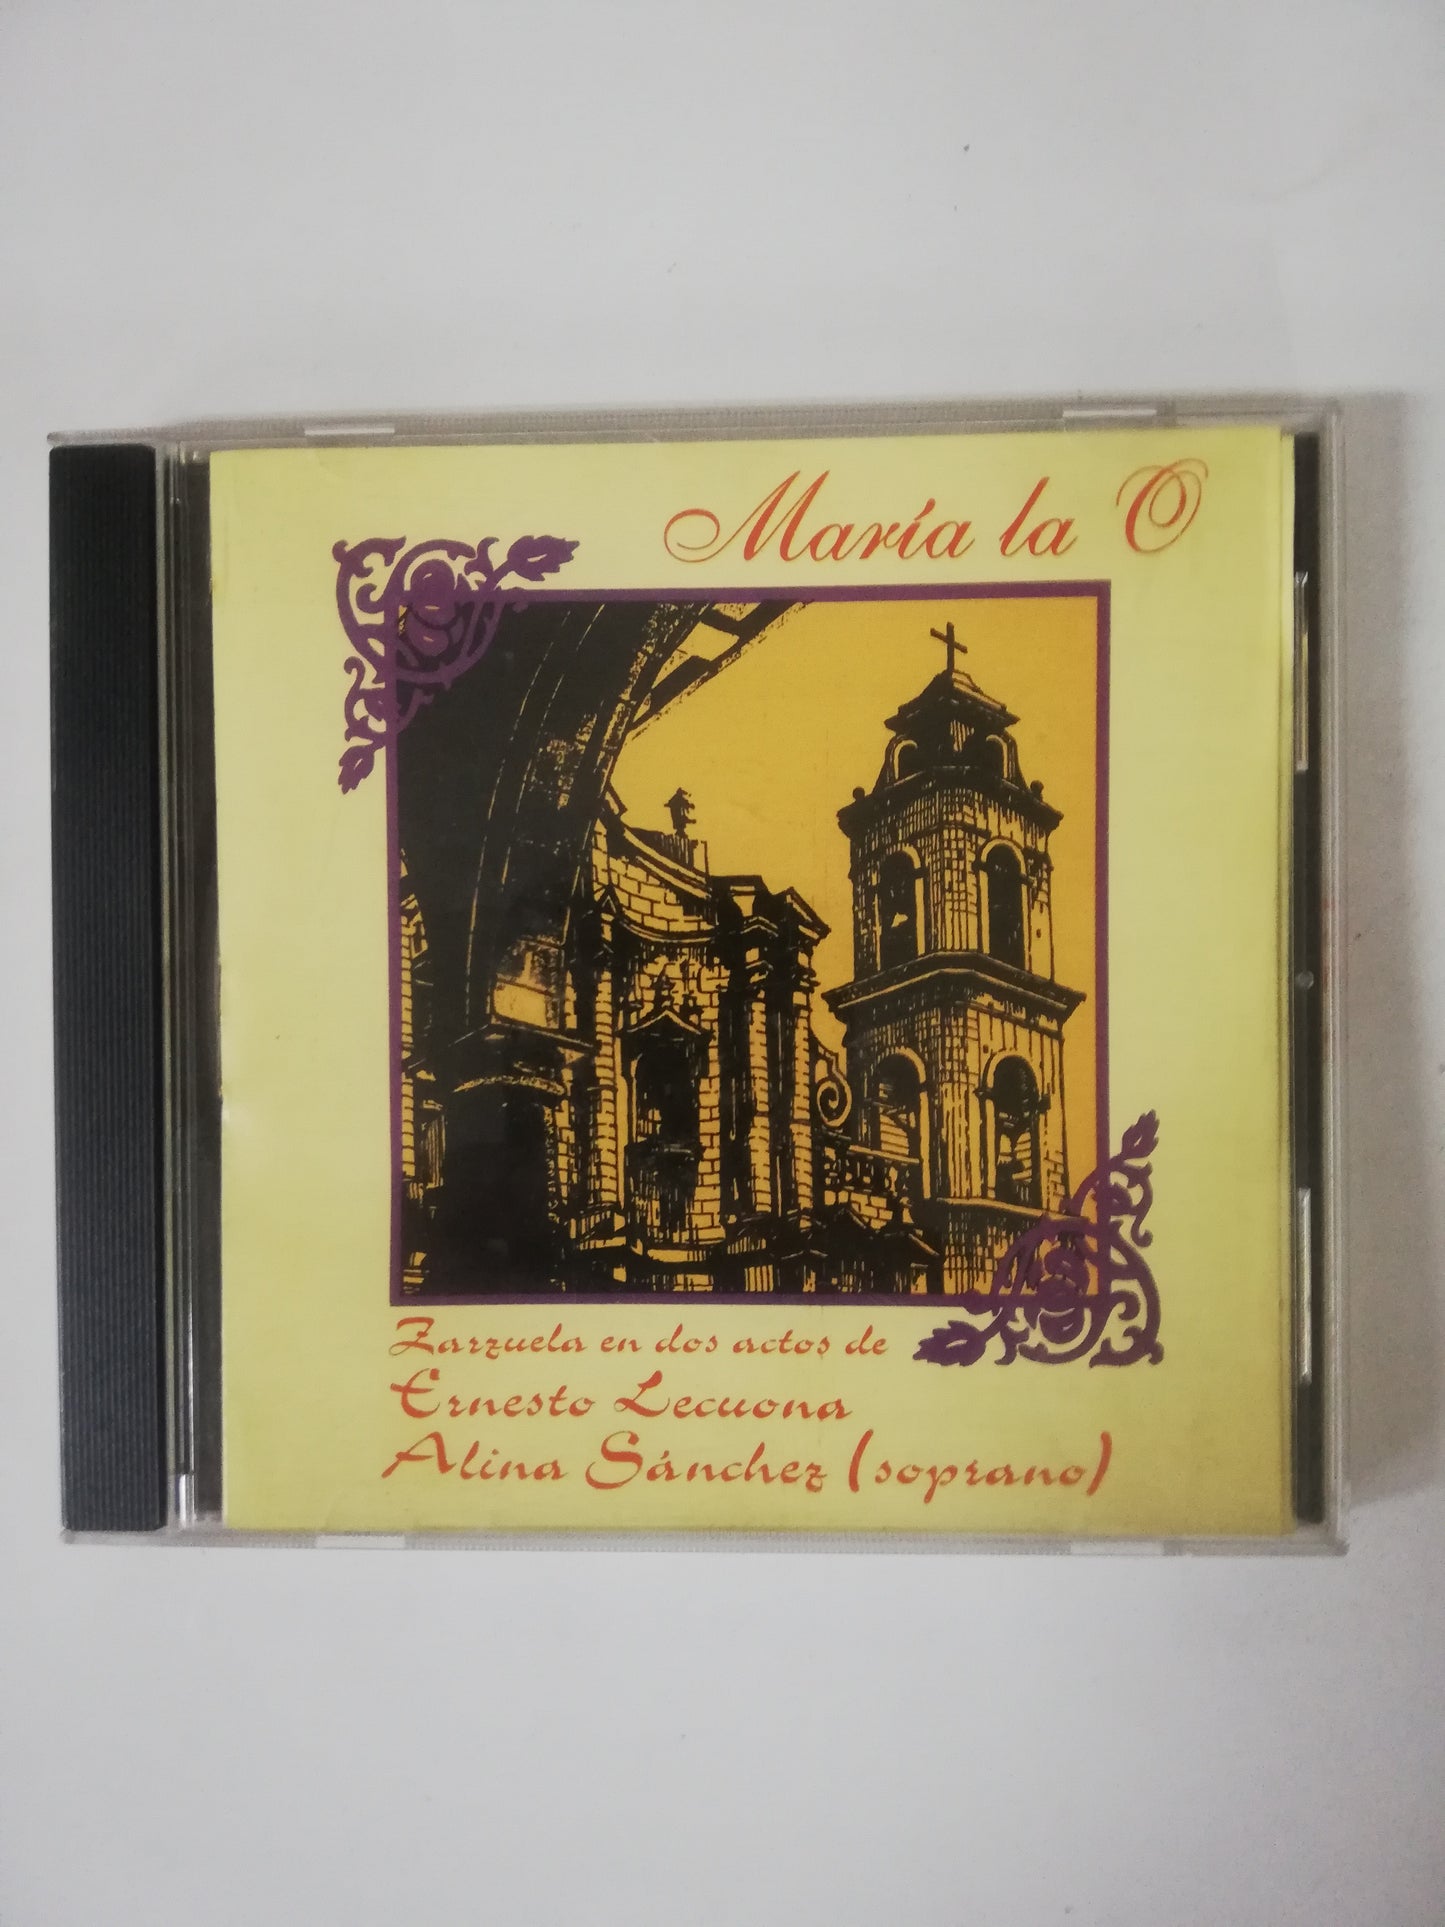 María la O
Zarzuela en dos actos de
Ernesto Lecuona
Alina Sánchez (soprano)